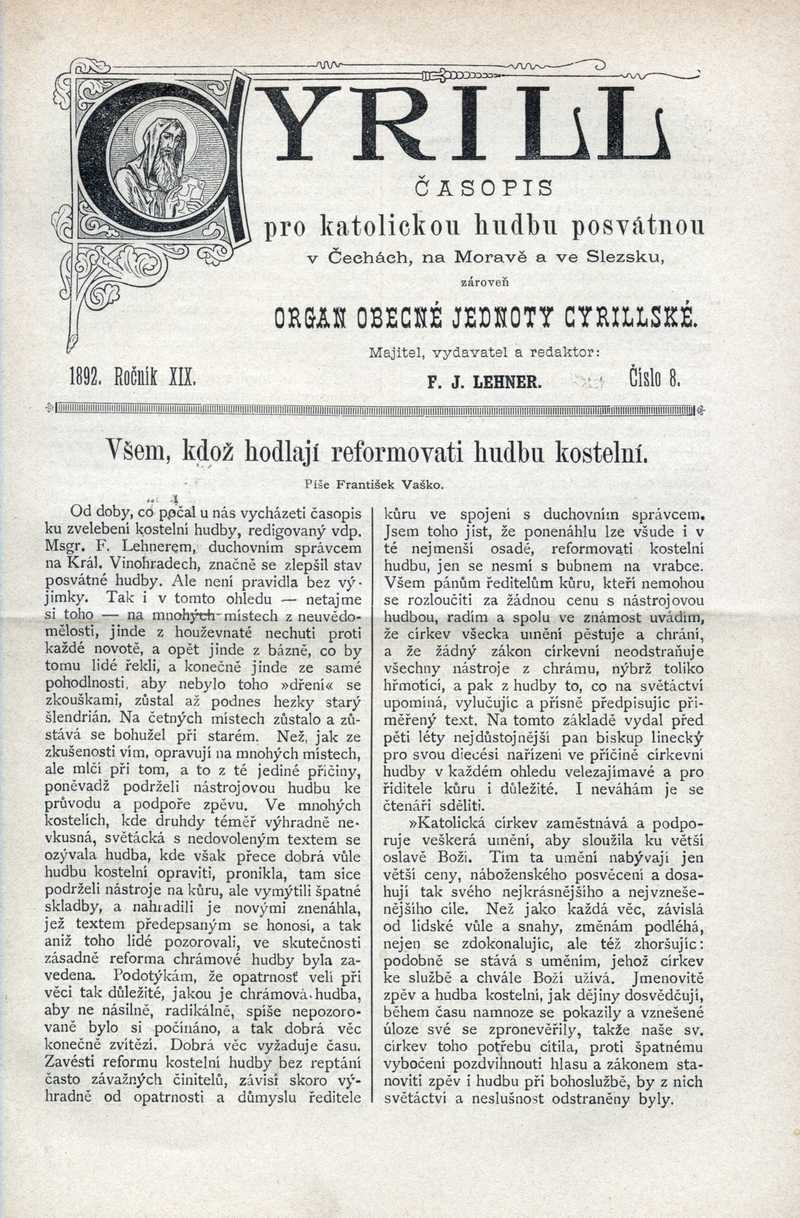 CYRILL
ČASOPIS
pro katolickou hudbu posvátnou
v Čechách, na Moravě a ve Slezsku,
zároveň
ORGAN OBECNÉ JEDNOTY CYRILLSKÉ.
Majitel, vydavatel a redaktor:
1892. Ročník XIX.
F. J. LEHNER.
Číslo 8.
Všem, kdož hodlají reformovati hudbu kostelní.
Píše František Vaško.
Od doby, co počal u nás vycházeti časopis
ku zvelebení kostelní hudby, redigovaný vdp.
Msgr. F. Lehnerem, duchovním správcem
na Král. Vinohradech, značně se zlepšil stav
posvátné hudby. Ale není pravidla bez vý-
jimky. Tak i v tomto ohledu — netajme
si toho — na mnohých místech z neuvědo-
mělosti, jinde z houževnaté nechuti proti
každé novotě, a opět jinde z bázně, co by
tomu lidé řekli, a konečně jinde ze samé
pohodlnosti, aby nebylo toho »dření« se
zkouškami, zůstal až podnes hezky starý
šlendrián. Na četných místech zůstalo a zů-
stává se bohužel při starém. Než, jak ze
zkušenosti vím, opravují na mnohých místech,
ale mlčí při tom, a to z té jediné příčiny,
poněvadž podrželi nástrojovou hudbu ke
průvodu a podpoře zpěvu. Ve mnohých
kostelích, kde druhdy téměř výhradně ne-
vkusná, světácká s nedovoleným textem se
ozývala hudba, kde však přece dobrá vůle
hudbu kostelní opraviti, pronikla, tam sice
podrželi nástroje na kůru, ale vymýtili špatné
skladby, a nahradili je novými znenáhla,
jež textem předepsaným se honosí, a tak
aniž toho lidé pozorovali, ve skutečnosti
zásadně reforma chrámové hudby byla za-
vedena. Podotýkám, že opatrnosť velí při
věci tak důležité, jakou je chrámová hudba,
aby ne násilně, radikálně, spíše nepozoro-
vaně bylo si počínáno, a tak dobrá věc
konečně zvítězí. Dobrá věc vyžaduje času.
Zavésti reformu kostelní hudby bez reptání
často závažných činitelů, závisí skoro vý-
hradně od opatrnosti a důmyslu ředitele
kůru ve spojení s duchovním správcem.
Jsem toho jist, že ponenáhlu lze všude i v
té nejmenší osadě, reformovati kostelní
hudbu, jen se nesmí s bubnem na vrabce.
Všem pánům ředitelům kůru, kteří nemohou
se rozloučiti za žádnou cenu s nástrojovou
hudbou, radím a spolu ve známost uvádím,
že církev všecka umění pěstuje a chrání,
a že žádný zákon církevní neodstraňuje
všechny nástroje z chrámu, nýbrž toliko
hřmotící, a pak z hudby to, co na světáctví
upomíná, vylučujíc a přísně předpisujíc při-
měřený text. Na tomto základě vydal před
pěti léty nejdůstojnější pan biskup linecký
pro svou diecési nařízení ve příčině církevní
hudby v každém ohledu velezajímavé a pro
řiditele kůru i důležité. I neváhám je se
čtenáři sděliti.
»Katolická církev zaměstnává a podpo-
ruje veškerá umění, aby sloužila ku větší
oslavě Boží. Tím ta umění nabývají jen
větší ceny, náboženského posvěcení a dosa-
hují tak svého nejkrásnějšího a nejvzneše-
nějšího cíle. Než jako každá věc, závislá
od lidské vůle a snahy, změnám podléhá,
nejen se zdokonalujíc, ale též zhoršujíc:
podobně se stává s uměním, jehož církev
ke službě a chvále Boží užívá. Jmenovitě
zpěv a hudba kostelní, jak dějiny dosvědčují,
během času namnoze se pokazily a vznešené
úloze své se zpronevěřily, takže naše sv.
církev toho potřebu cítila, proti špatnému
vybočení pozdvihnouti hlasu a zákonem sta-
noviti zpěv i hudbu při bohoslužbě, by z nich
světáctví a neslušnost odstraněny byly.